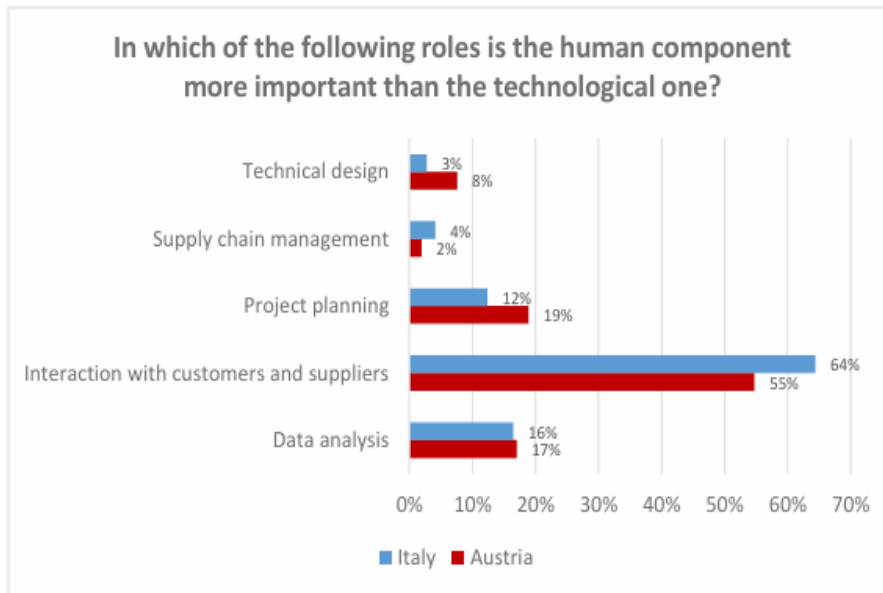 In which of the following roles is the human component
more important than the technological one?
Technical design
3%
8%
Supply chain management
4%
2%
Project planning
12%
19%
Interaction with customers and suppliers
64%
55%
Data analysis
16%
17%
0% 10% 20% 30% 40% 50% 60% 70%
Italy Austria